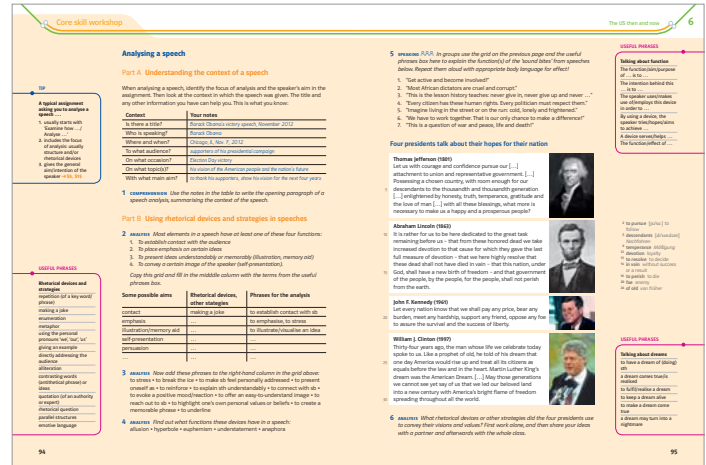 Core skill workshop
The US then and now 6
Analysing a speech
Part A Understanding the context of a speech
When analysing a speech, identify the focus of analysis and the speaker's aim in the
assignment. Then look at the context in which the speech was given. The title and
any other information you have can help you. This is what you know:
Context Your notes
Is there a title? Barack Obama's victory speech, November 2012
Who is speaking? Barack Obama
Where and when? Chicago, Il, Nov. 7, 2012
To what audience? supporters of his presidential campaign
On what occasion? Election Day victory
On what topic(s)? his vision of the American people and the nation's future
With what main aim? to thank his supporters, show his vision for the next four years
1 COMPREHENSION Use the notes in the table to write the opening paragraph of a
speech analysis, summarising the context of the speech.
Part B Using rhetorical devices and strategies in speeches
2 ANALYSIS Most elements in a speech have at least one of these four functions:
1. To establish contact with the audience
2. To place emphasis on certain ideas
3. To present ideas understandably or memorably (illustration, memory aid)
4. To convey a certain image of the speaker (self-presentation).
Copy this grid and fill in the middle column with the terms from the useful
phrases box.
Some possible aims Rhetorical devices, Phrases for the analysis
other strategies
contact making a joke to establish contact with sb
emphasis … to emphasise, to stress
illustration/memory aid … to illustrate/visualise an idea
self-presentation … …
persuasion … …
… … …
3 ANALYSIS Now add these phrases to the right-hand column in the grid above:
to stress • to break the ice • to make sb feel personally addressed • to present
oneself as • to reinforce • to explain sth understandably • to connect with sb •
to evoke a positive mood/reaction • to offer an easy-to-understand image • to
reach out to sb • to highlight one's own personal values or beliefs • to create a
memorable phrase • to underline
4 ANALYSIS Find out what functions these devices have in a speech:
allusion • hyperbole • euphemism • understatement • anaphora
TIP
A typical assignment
asking you to analyse a
speech …
1. usually starts with
'Examine how …/
Analyse …'
2. includes the focus
of analysis: usually
structure and/or
rhetorical devices
3. gives the general
aim/intention of the
speaker
USEFUL PHRASES
Rhetorical devices and
strategies
repetition (of a key word/
phrase)
making a joke
enumeration
metaphor
using the personal
pronouns 'we', 'our', 'us'
giving an example
directly addressing the
audience
alliteration
contrasting words
(antithetical phrase) or
ideas
quotation (of an authority
or expert)
rhetorical question
parallel structures
emotive language
94
5 SPEAKING In groups use the grid on the previous page and the useful
phrases box here to explain the function(s) of the 'sound bites' from speeches
below. Repeat them aloud with appropriate body language for effect!
1. "Get active and become involved!"
2. "Most African dictators are cruel and corrupt."
3. "This is the lesson history teaches: never give in, never give up and never …"
4. "Every citizen has these human rights. Every politician must respect them."
5. "Imagine living in the street or on the run: cold, lonely and frightened."
6. "We have to work together. That is our only chance to make a difference!"
7. "This is a question of war and peace, life and death!"
Four presidents talk about their hopes for their nation
Thomas Jefferson (1801)
Let us with courage and confidence pursue our […]
attachment to union and representative government. […]
Possessing a chosen country, with room enough for our
descendants to the thousandth and thousandth generation
5 […] enlightened by honesty, truth, temperance, gratitude and
the love of man […] with all these blessings, what more is
necessary to make us a happy and a prosperous people?
Abraham Lincoln (1863)
10 It is rather for us to be here dedicated to the great task
remaining before us – that from these honored dead we take
increased devotion to that cause for which they gave the last
full measure of devotion – that we here highly resolve that
these dead shall not have died in vain – that this nation, under
15 God, shall have a new birth of freedom – and that government
of the people, by the people, for the people, shall not perish
from the earth.
John F. Kennedy (1961)
Let every nation know that we shall pay any price, bear any
20 burden, meet any hardship, support any friend, oppose any foe
to assure the survival and the success of liberty.
William J. Clinton (1997)
Thirty-four years ago, the man whose life we celebrate today
spoke to us. Like a prophet of old, he told of his dream that
25 one day America would rise up and treat all its citizens as
equals before the law and in the heart. Martin Luther King's
dream was the American Dream. […] May those generations
we cannot see yet say of us that we led our beloved land
into a new century with America's bright flame of freedom
30 spreading throughout all the world.
6 ANALYSIS What rhetorical devices or other strategies did the four presidents use
to convey their visions and values? First work alone, and then share your ideas
with a partner and afterwards with the whole class.
USEFUL PHRASES
Talking about function
The function/aim/purpose
of … is to …
The intention behind this
… is to …
The speaker uses/makes
use of/employs this device
in order to …
By using a device, the
speaker tries/hopes/aims
to achieve …
A device serves/helps …
The function/effect of …
to pursue
follow
descendants
Nachfahren
temperance Mäßigung
devotion loyalty
to resolve to decide
in vain without success
or a result
to perish to die
foe enemy
of old von früher
USEFUL PHRASES
Talking about dreams
to have a dream of (doing)
sth
a dream comes true/is
realised
to fulfil/realise a dream
to keep a dream alive
to make a dream come
true
a dream may turn into a
nightmare
95